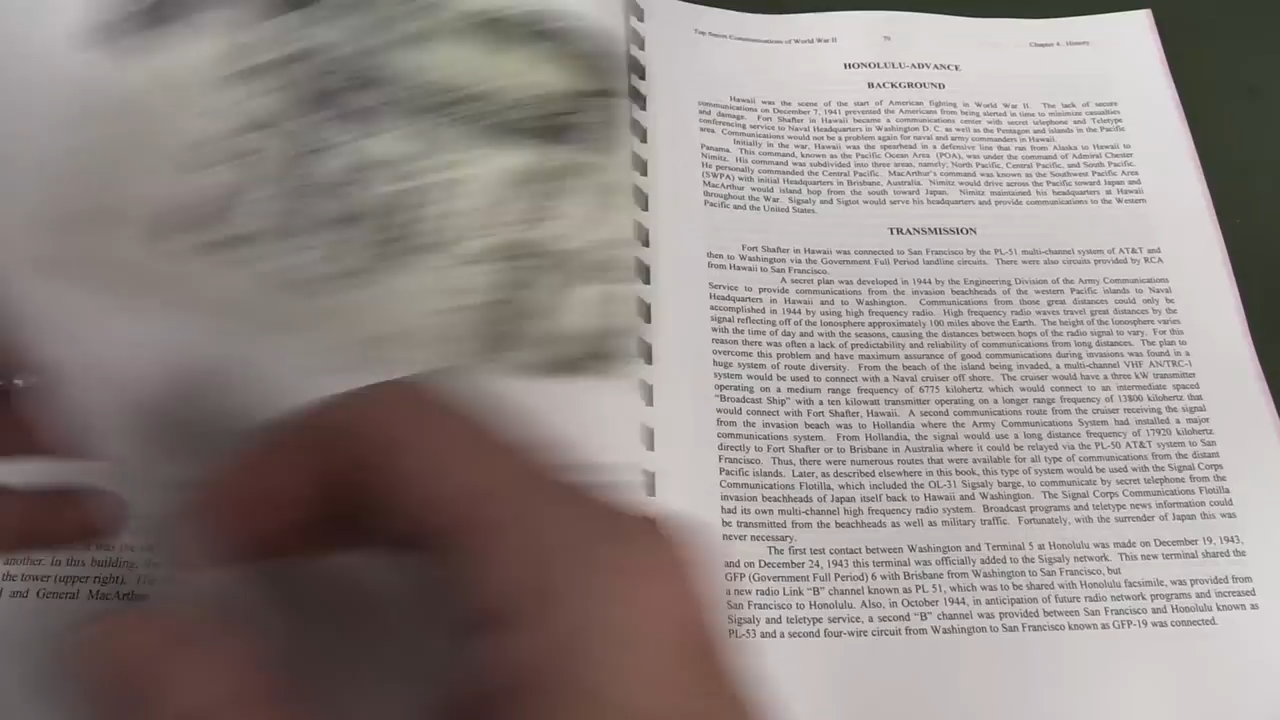 another. In this building,
the tower (upper right).
and General MacArthur
Top Secret Communications of World War II
79
Chapter 4. History
HONOLULU-ADVANCE
BACKGROUND
Hawaii was the scene of the start of American fighting in World War II. The lack of secure
communications on December 7, 1941 prevented the Americans from being alerted in time to minimize casualties
and damage. Fort Shafter in Hawaii became a communications center with secret telephone and Teletype
conferencing service to Naval Headquarters in Washington D. C. as well as the Pentagon and islands in the Pacific
area. Communications would not be a problem again for naval and army commanders in Hawaii.
Initially in the war, Hawaii was the spearhead in a defensive line that ran from Alaska to Hawaii to
Panama. This command, known as the Pacific Ocean Area (POA), was under the command of Admiral Chester
Nimitz. His command was subdivided into three areas, namely; North Pacific, Central Pacific, and South Pacific.
He personally commanded the Central Pacific. MacArthur's command was known as the Southwest Pacific Area
(SWPA) with initial Headquarters in Brisbane, Australia. Nimitz would drive across the Pacific toward Japan and
MacArthur would island hop from the south toward Japan. Nimitz maintained his headquarters at Hawaii
throughout the War. Sigsaly and Sigtot would serve his headquarters and provide communications to the Western
Pacific and the United States.
TRANSMISSION
Fort Shafter in Hawaii was connected to San Francisco by the PL-51 multi-channel system of AT&T and
then to Washington via the Government Full Period landline circuits. There were also circuits provided by RCA
from Hawaii to San Francisco.
A secret plan was developed in 1944 by the Engineering Division of the Army Communications
Service to provide communications from the invasion beachheads of the western Pacific islands to Naval
Headquarters in Hawaii and to Washington. Communications from those great distances could only be
accomplished in 1944 by using high frequency radio. High frequency radio waves travel great distances by the
signal reflecting off of the Ionosphere approximately 100 miles above the Earth. The height of the Ionosphere varies
with the time of day and with the seasons, causing the distances between hops of the radio signal to vary. For this
reason there was often a lack of predictability and reliability of communications from long distances. The plan to
overcome this problem and have maximum assurance of good communications during invasions was found in a
huge system of route diversity. From the beach of the island being invaded, a multi-channel VHF AN/TRC-1
system would be used to connect with a Naval cruiser off shore. The cruiser would have a three kW transmitter
operating on a medium range frequency of 6775 kilohertz which would connect to an intermediate spaced
"Broadcast Ship" with a ten kilowatt transmitter operating on a longer range frequency of 13800 kilohertz that
would connect with Fort Shafter, Hawaii. A second communications route from the cruiser receiving the signal
from the invasion beach was to Hollandia where the Army Communications System had installed a major
communications system. From Hollandia, the signal would use a long distance frequency of 17920 kilohertz
directly to Fort Shafter or to Brisbane in Australia where it could be relayed via the PL-50 AT&T system to San
Francisco. Thus, there were numerous routes that were available for all type of communications from the distant
Pacific islands. Later, as described elsewhere in this book, this type of system would be used with the Signal Corps
Communications Flotilla, which included the OL-31 Sigsaly barge, to communicate by secret telephone from the
invasion beachheads of Japan itself back to Hawaii and Washington. The Signal Corps Communications Flotilla
had its own multi-channel high frequency radio system. Broadcast programs and teletype news information could
be transmitted from the beachheads as well as military traffic. Fortunately, with the surrender of Japan this was
never necessary.
The first test contact between Washington and Terminal 5 at Honolulu was made on December 19, 1943,
and on December 24, 1943 this terminal was officially added to the Sigsaly network. This new terminal shared the
GFP (Government Full Period) 6 with Brisbane from Washington to San Francisco, but
a new radio Link "B" channel known as PL 51, which was to be shared with Honolulu facsimile, was provided from
San Francisco to Honolulu. Also, in October 1944, in anticipation of future radio network programs and increased
Sigsaly and teletype service, a second "B" channel was provided between San Francisco and Honolulu known as
PL-53 and a second four-wire circuit from Washington to San Francisco known as GFP-19 was connected.